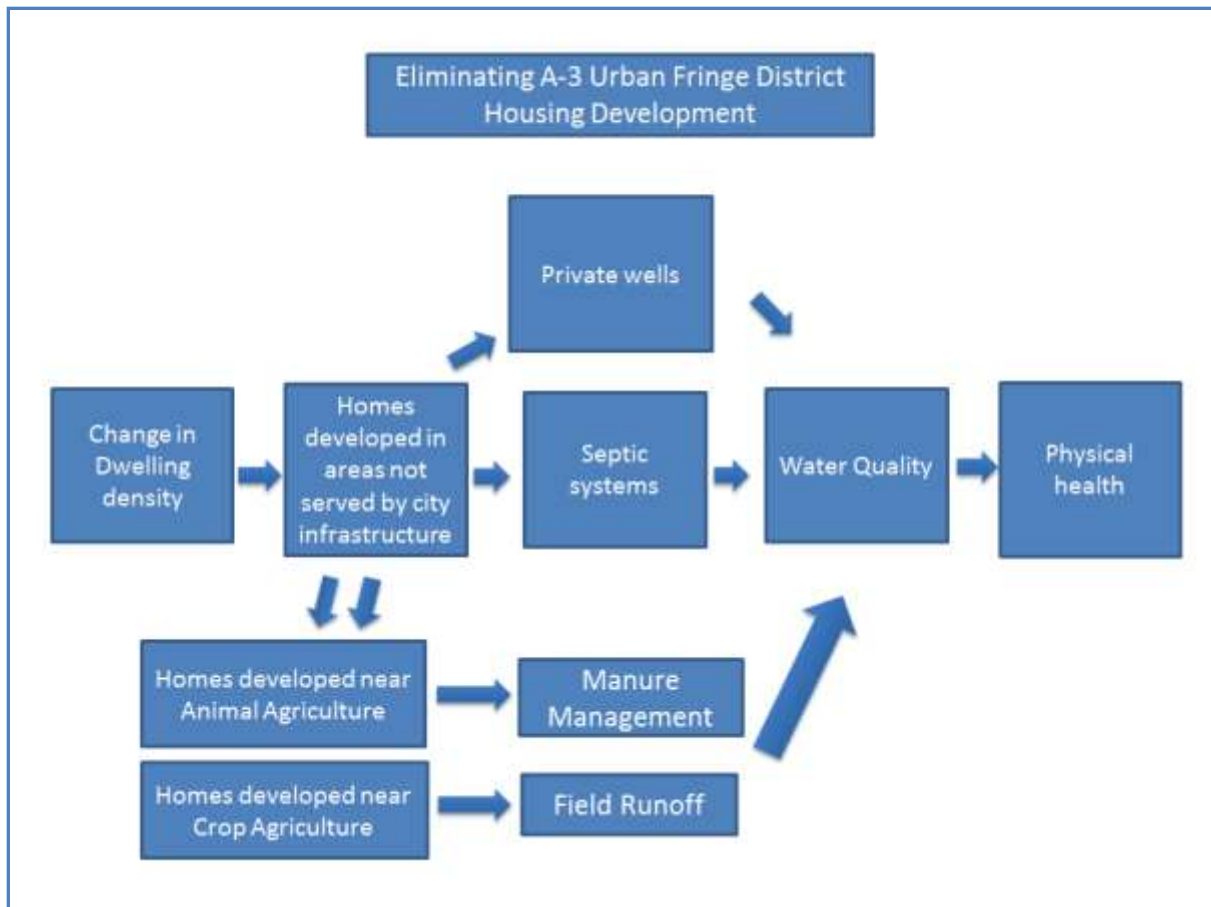 Eliminating A-3 Urban Fringe District
Housing Development
Private wells
Change in
Dwelling
density
Homes
developed in
areas not
served by city
infrastructure
Septic
systems
Water Quality
Physical
health
Homes developed near
Animal Agriculture
Manure
Management
Homes developed near
Crop Agriculture
Field Runoff